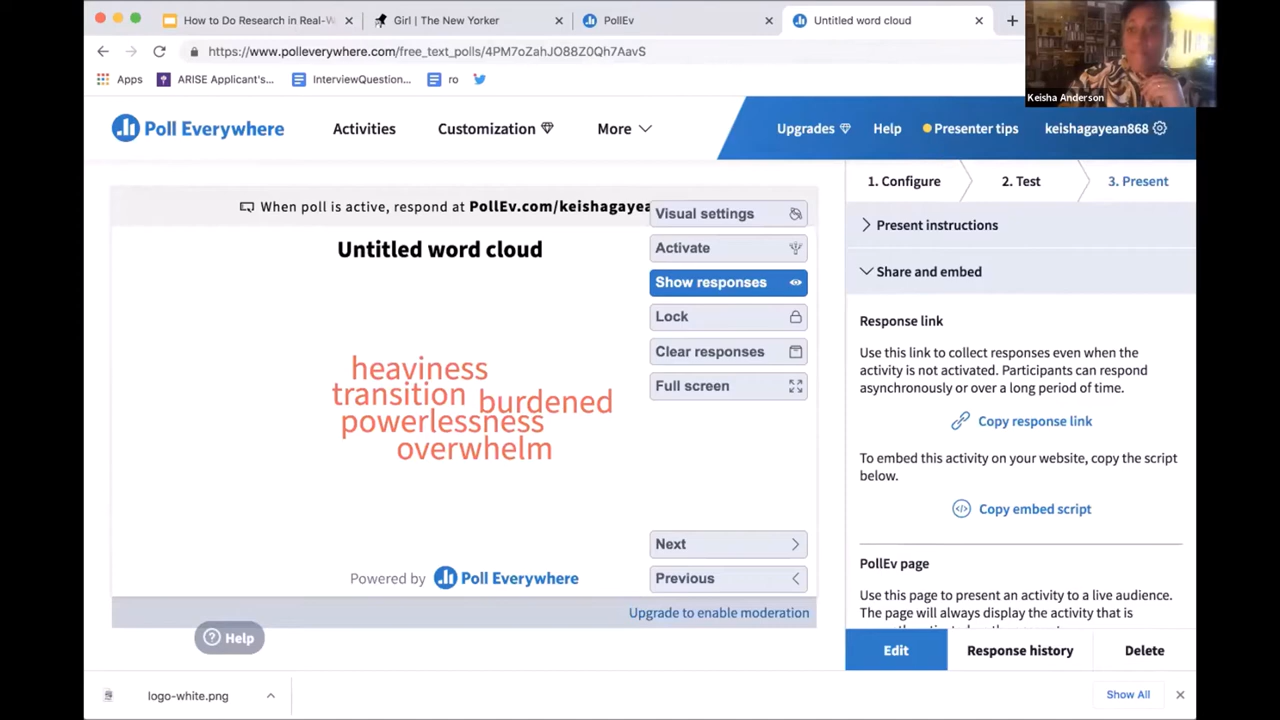 How to Do Research in Real-W
Girl | The New Yorker
PollEv
Untitled word cloud
https://www.polleverywhere.com/free_text_polls/4PM7oZahJO88Z0Qh7AavS
Apps
ARISE Applicant's...
InterviewQuestion...
ro
Keisha Anderson
Poll Everywhere
Activities
Customization
More
Upgrades
Help
Presenter tips
keishagayean868
1. Configure
2. Test
3. Present
When poll is active, respond at PollEv.com/keishagayea
Untitled word cloud
heaviness
transition
burdened
powerlessness
overwhelm
Visual settings
Activate
Show responses
Lock
Clear responses
Full screen
Next
Previous
Powered by Poll Everywhere
Upgrade to enable moderation
Help
Present instructions
Share and embed
Response link
Use this link to collect responses even when the
activity is not activated. Participants can respond
asynchronously or over a long period of time.
Copy response link
To embed this activity on your website, copy the script
below.
Copy embed script
PollEv page
Use this page to present an activity to a live audience.
The page will always display the activity that is
Edit
Response history
Delete
logo-white.png
Show All